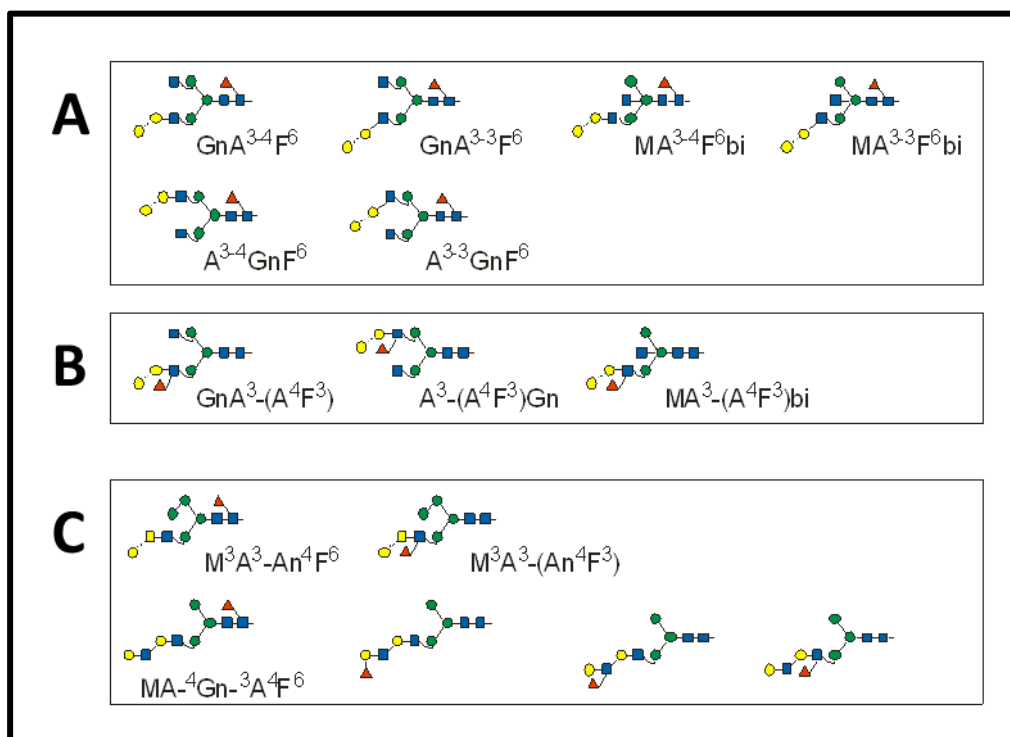 A
GnA³⁻⁴F⁶ GnA³⁻³F⁶ MA³⁻⁴F⁶bi MA³⁻³F⁶bi
A³⁻⁴GnF⁶ A³⁻³GnF⁶
B
GnA³-(A⁴F³) A³-(A⁴F³)Gn MA³-(A⁴F³)bi
C
M³A³-An⁴F⁶ M³A³-(An⁴F³)
MA-⁴Gn-³A⁴F⁶